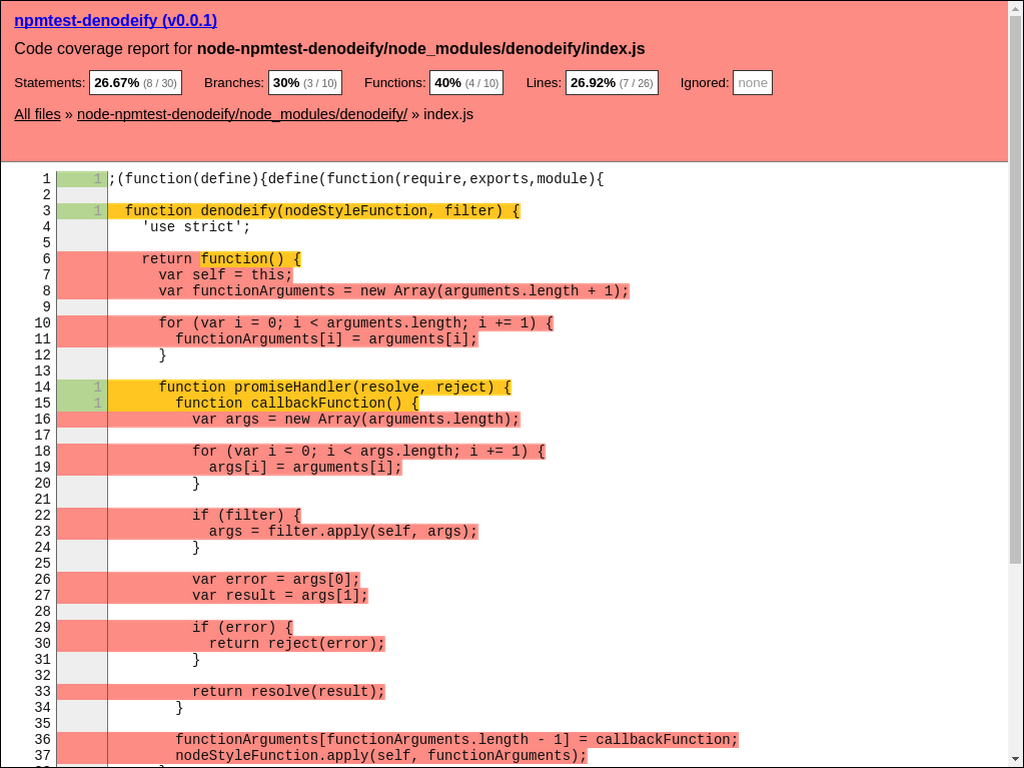 npmtest-denodeify (v0.0.1)
Code coverage report for node-npmtest-denodeify/node_modules/denodeify/index.js
Statements: 26.67% (8 / 30) Branches: 30% (3 / 10) Functions: 40% (4 / 10) Lines: 26.92% (7 / 26) Ignored: none
All files » node-npmtest-denodeify/node_modules/denodeify/ » index.js
1 1 ;(function(define){define(function(require,exports,module){
2
3 1 function denodeify(nodeStyleFunction, filter) {
4 'use strict';
5
6 return function() {
7 var self = this;
8 var functionArguments = new Array(arguments.length + 1);
9
10 for (var i = 0; i < arguments.length; i += 1) {
11 functionArguments[i] = arguments[i];
12 }
13
14 1 function promiseHandler(resolve, reject) {
15 1 function callbackFunction() {
16 var args = new Array(arguments.length);
17
18 for (var i = 0; i < args.length; i += 1) {
19 args[i] = arguments[i];
20 }
21
22 if (filter) {
23 args = filter.apply(self, args);
24 }
25
26 var error = args[0];
27 var result = args[1];
28
29 if (error) {
30 return reject(error);
31 }
32
33 return resolve(result);
34 }
35
36 functionArguments[functionArguments.length - 1] = callbackFunction;
37 nodeStyleFunction.apply(self, functionArguments);